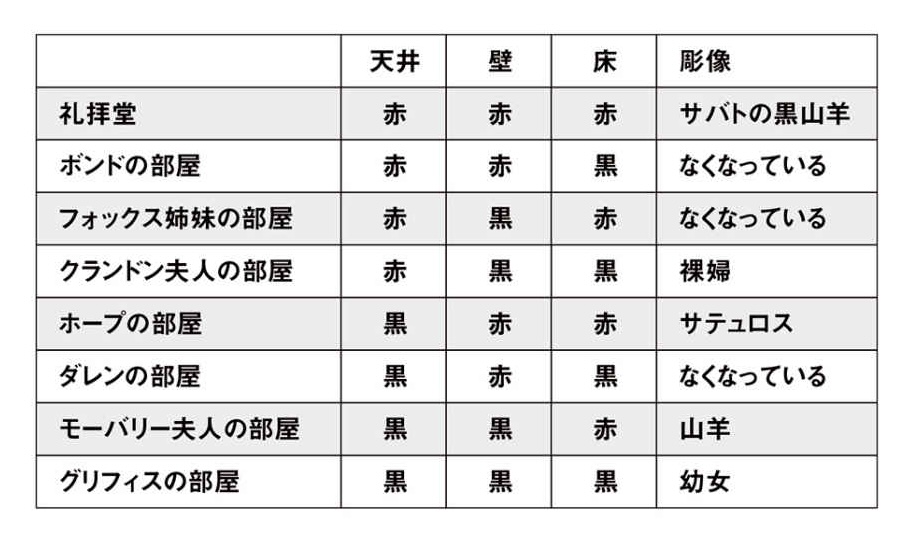 天井 壁 床 彫像
礼拝堂 赤 赤 赤 サバトの黒山羊
ボンドの部屋 赤 赤 黒 なくなっている
フォックス姉妹の部屋 赤 黒 赤 なくなっている
クランドン夫人の部屋 赤 黒 黒 裸婦
ホープの部屋 黒 赤 赤 サテュロス
ダレンの部屋 黒 赤 黒 なくなっている
モーバリー夫人の部屋 黒 黒 赤 山羊
グリフィスの部屋 黒 黒 黒 幼女